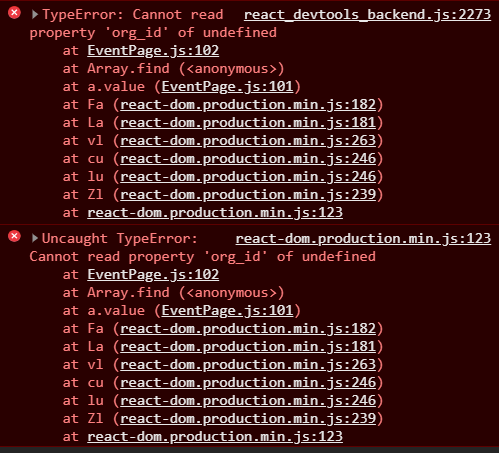 TypeError: Cannot read react_devtools_backend.js:2273
property 'org_id' of undefined
at EventPage.js:102
at Array.find (<anonymous>)
at a.value (EventPage.js:101)
at Fa (react-dom.production.min.js:182)
at La (react-dom.production.min.js:181)
at vl (react-dom.production.min.js:263)
at cu (react-dom.production.min.js:246)
at lu (react-dom.production.min.js:246)
at Zl (react-dom.production.min.js:239)
at react-dom.production.min.js:123
Uncaught TypeError: react-dom.production.min.js:123
Cannot read property 'org_id' of undefined
at EventPage.js:102
at Array.find (<anonymous>)
at a.value (EventPage.js:101)
at Fa (react-dom.production.min.js:182)
at La (react-dom.production.min.js:181)
at vl (react-dom.production.min.js:263)
at cu (react-dom.production.min.js:246)
at lu (react-dom.production.min.js:246)
at Zl (react-dom.production.min.js:239)
at react-dom.production.min.js:123